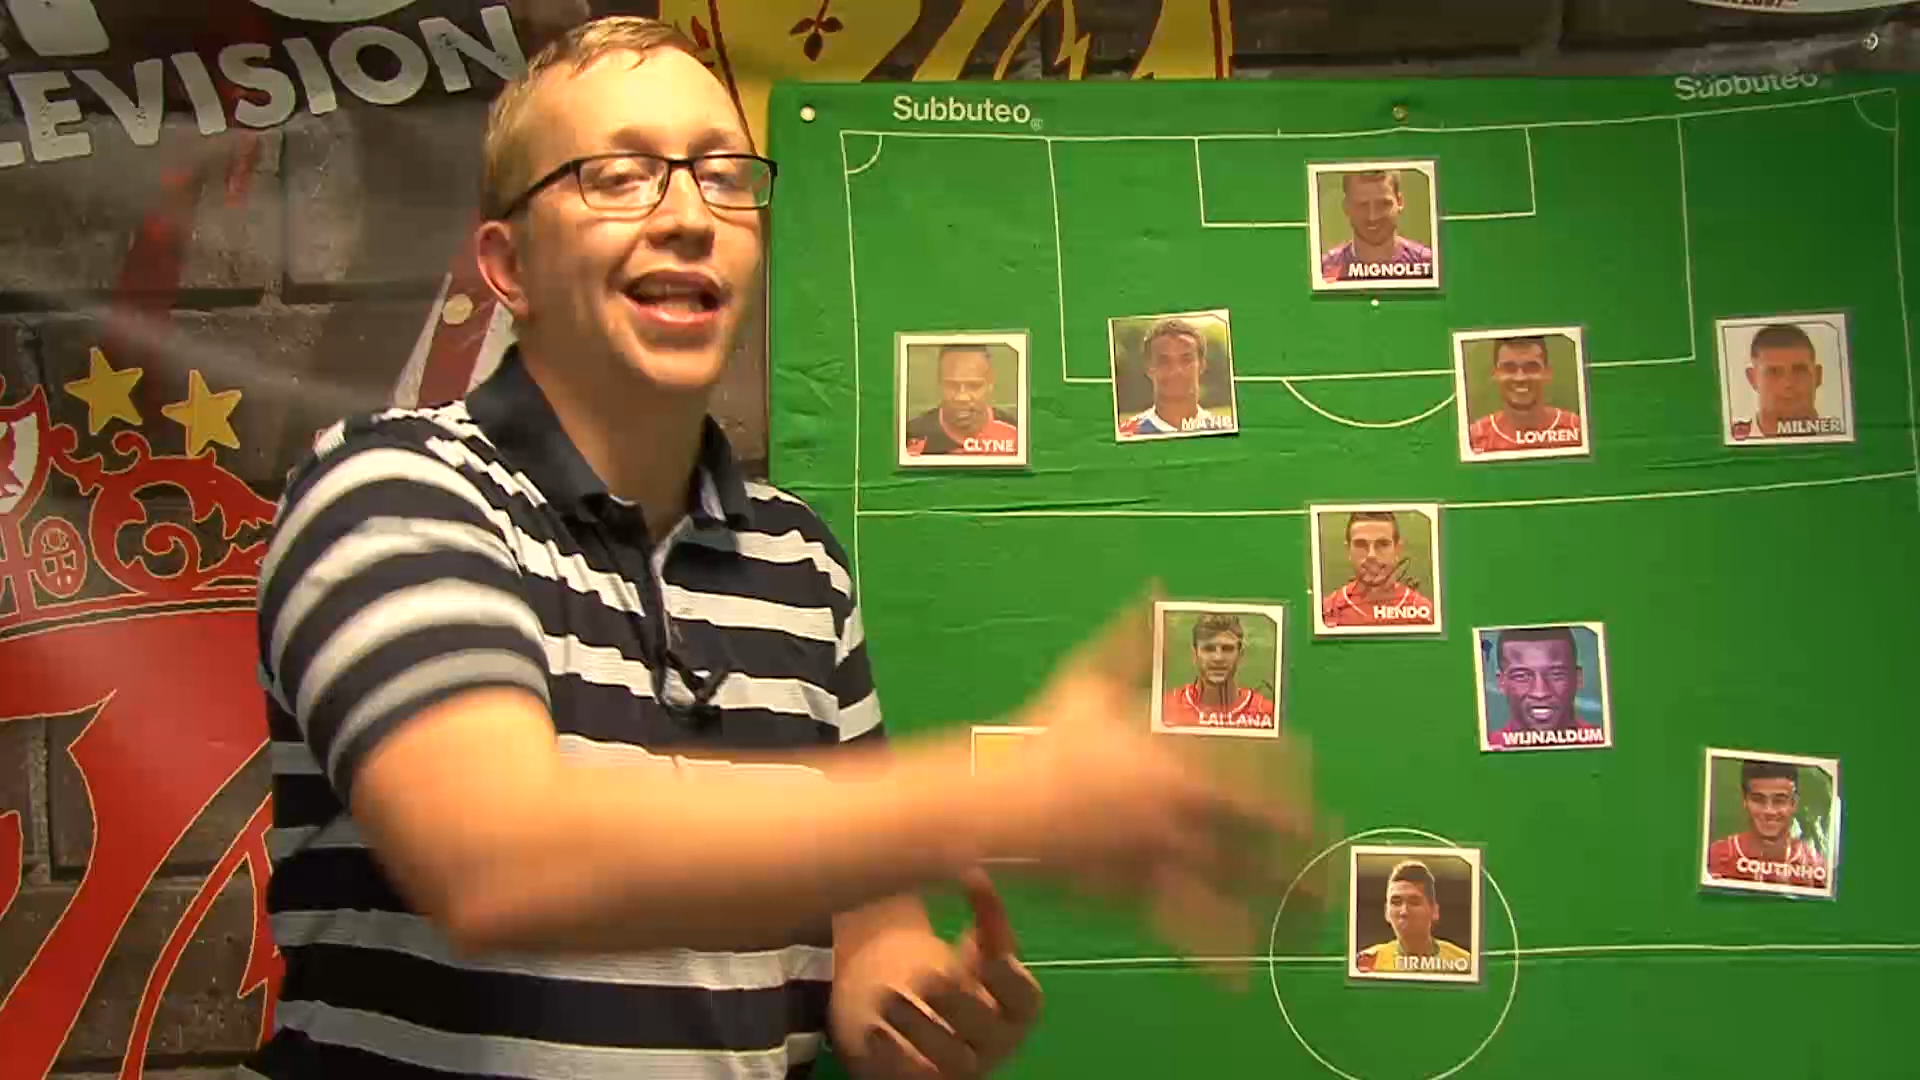 LEVISION
Subbuteo
Subbuteo
MIGNOLET
CLYNE
LOVREN
MILNER
HENDO
LALLANA
WIJNALDUM
COUTINHO
FIRMINO